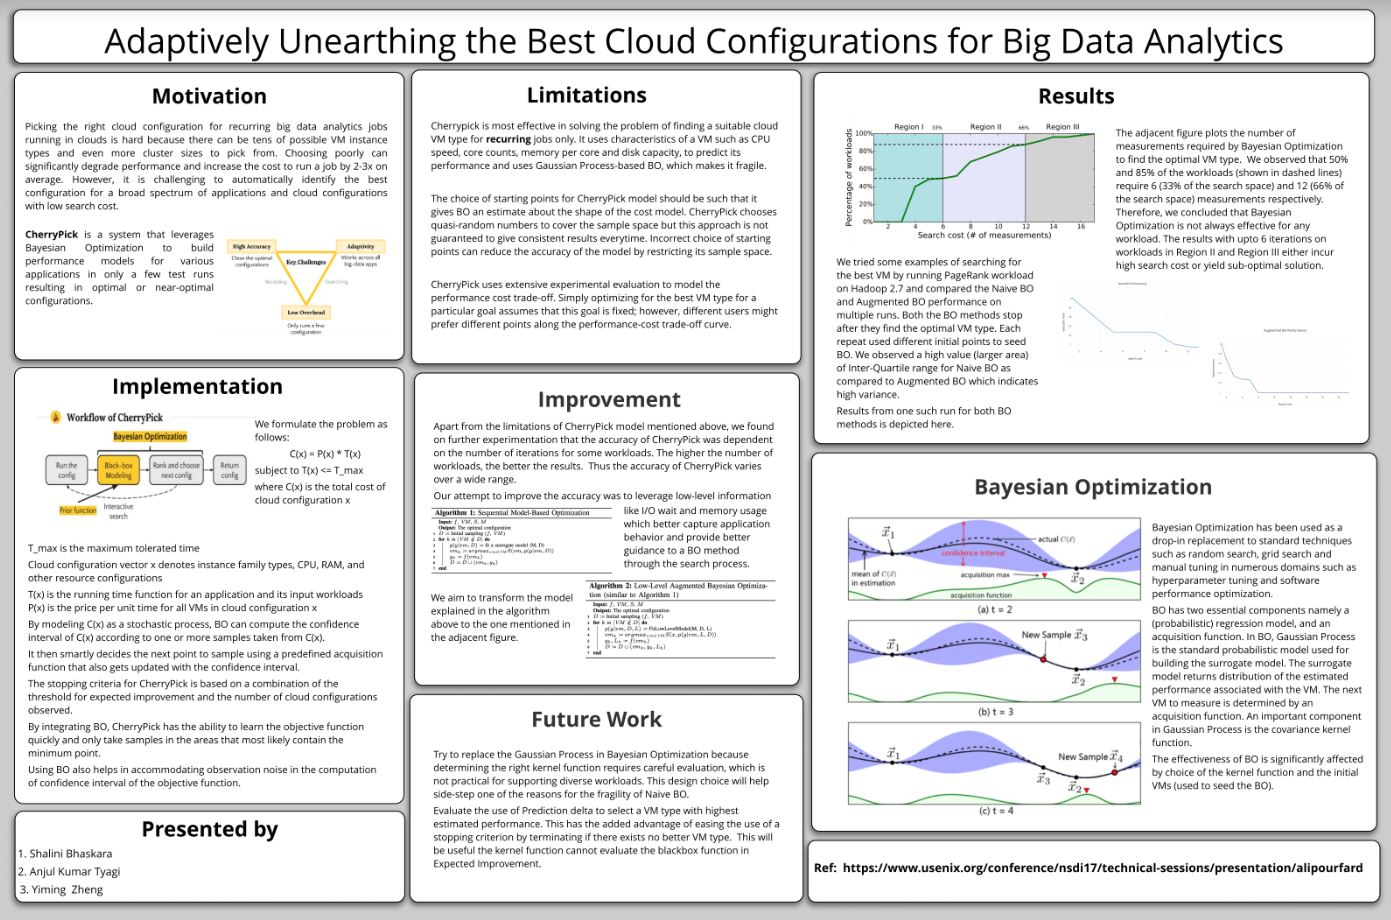 Adaptively Unearthing the Best Cloud Configurations for Big Data Analytics
Motivation
Picking the right cloud configuration for recurring big data analytics jobs
running in clouds is hard because there can be tens of possible VM instance
types and even more cluster sizes to pick from. Choosing poorly can
significantly degrade performance and increase the cost to run a job by 2-3x on
average. However, it is challenging to automatically identify the best
configuration for a broad spectrum of applications and cloud configurations
with low search cost.
CherryPick is a system that leverages
Bayesian Optimization to build
performance models for various
applications in only a few test runs
resulting in optimal or near-optimal
configurations.
High Accuracy
Close the optimal
configurations
Key Challenges
Adaptivity
Works across all
big-data apps
Modeling
Searching
Low Overhead
Only runs a few
configuration
Implementation
Workflow of CherryPick
Bayesian Optimization
Run the
config
Black-box
Modeling
Rank and choose
next config
Return
config
Prior function
Interactive
search
We formulate the problem as
follows:
C(x) = P(x) * T(x)
subject to T(x) <= T_max
where C(x) is the total cost of
cloud configuration x
T_max is the maximum tolerated time
Cloud configuration vector x denotes instance family types, CPU, RAM, and
other resource configurations
T(x) is the running time function for an application and its input workloads
P(x) is the price per unit time for all VMs in cloud configuration x
By modeling C(x) as a stochastic process, BO can compute the confidence
interval of C(x) according to one or more samples taken from C(x).
It then smartly decides the next point to sample using a predefined acquisition
function that also gets updated with the confidence interval.
The stopping criteria for CherryPick is based on a combination of the
threshold for expected improvement and the number of cloud configurations
observed.
By integrating BO, CherryPick has the ability to learn the objective function
quickly and only take samples in the areas that most likely contain the
minimum point.
Using BO also helps in accommodating observation noise in the computation
of confidence interval of the objective function.
Presented by
1. Shalini Bhaskara
2. Anjul Kumar Tyagi
3. Yiming Zheng
Limitations
Cherrypick is most effective in solving the problem of finding a suitable cloud
VM type for recurring jobs only. It uses characteristics of a VM such as CPU
speed, core counts, memory per core and disk capacity, to predict its
performance and uses Gaussian Process-based BO, which makes it fragile.
The choice of starting points for CherryPick model should be such that it
gives BO an estimate about the shape of the cost model. CherryPick chooses
quasi-random numbers to cover the sample space but this approach is not
guaranteed to give consistent results everytime. Incorrect choice of starting
points can reduce the accuracy of the model by restricting its sample space.
CherryPick uses extensive experimental evaluation to model the
performance cost trade-off. Simply optimizing for the best VM type for a
particular goal assumes that this goal is fixed; however, different users might
prefer different points along the performance-cost trade-off curve.
Improvement
Apart from the limitations of CherryPick model mentioned above, we found
on further experimentation that the accuracy of CherryPick was dependent
on the number of iterations for some workloads. The higher the number of
workloads, the better the results. Thus the accuracy of CherryPick varies
over a wide range.
Our attempt to improve the accuracy was to leverage low-level information
like I/O wait and memory usage
which better capture application
behavior and provide better
guidance to a BO method
through the search process.
Algorithm 1: Sequential Model-Based Optimization
Input: f, VM, S, M
Output: The optimal configuration
We aim to transform the model
explained in the algorithm
above to the one mentioned in
the adjacent figure.
Algorithm 2: Low-Level Augmented Bayesian Optimiza-
tion (similar to Algorithm 1)
Input: f, VM, S, M
Output: The optimal configuration
Future Work
Try to replace the Gaussian Process in Bayesian Optimization because
determining the right kernel function requires careful evaluation, which is
not practical for supporting diverse workloads. This design choice will help
side-step one of the reasons for the fragility of Naive BO.
Evaluate the use of Prediction delta to select a VM type with highest
estimated performance. This has the added advantage of easing the use of a
stopping criterion by terminating if there exists no better VM type. This will
be useful the kernel function cannot evaluate the blackbox function in
Expected Improvement.
Results
Region I 33% Region II 66% Region III
Percentage of workloads
100%
80%
60%
40%
20%
0%
2 4 6 8 10 12 14 16
Search cost (# of measurements)
The adjacent figure plots the number of
measurements required by Bayesian Optimization
to find the optimal VM type. We observed that 50%
and 85% of the workloads (shown in dashed lines)
require 6 (33% of the search space) and 12 (66% of
the search space) measurements respectively.
Therefore, we concluded that Bayesian
Optimization is not always effective for any
workload. The results with upto 6 iterations on
workloads in Region II and Region III either incur
high search cost or yield sub-optimal solution.
We tried some examples of searching for
the best VM by running PageRank workload
on Hadoop 2.7 and compared the Naive BO
and Augmented BO performance on
multiple runs. Both the BO methods stop
after they find the optimal VM type. Each
repeat used different initial points to seed
BO. We observed a high value (larger area)
of Inter-Quartile range for Naive BO as
compared to Augmented BO which indicates
high variance.
Results from one such run for both BO
methods is depicted here.
Augmented BO Performance
Bayesian Optimization
x⃗1
actual C(x⃗)
confidence interval
mean of C(x⃗)
in estimation
acquisition max
x⃗2
acquisition function
(a) t = 2
x⃗1
New Sample x⃗3
x⃗2
(b) t = 3
x⃗1
New Sample x⃗4
x⃗3
x⃗2
(c) t = 4
Bayesian Optimization has been used as a
drop-in replacement to standard techniques
such as random search, grid search and
manual tuning in numerous domains such as
hyperparameter tuning and software
performance optimization.
BO has two essential components namely a
(probabilistic) regression model, and an
acquisition function. In BO, Gaussian Process
is the standard probabilistic model used for
building the surrogate model. The surrogate
model returns distribution of the estimated
performance associated with the VM. The next
VM to measure is determined by an
acquisition function. An important component
in Gaussian Process is the covariance kernel
function.
The effectiveness of BO is significantly affected
by choice of the kernel function and the initial
VMs (used to seed the BO).
Ref: https://www.usenix.org/conference/nsdi17/technical-sessions/presentation/alipourfard